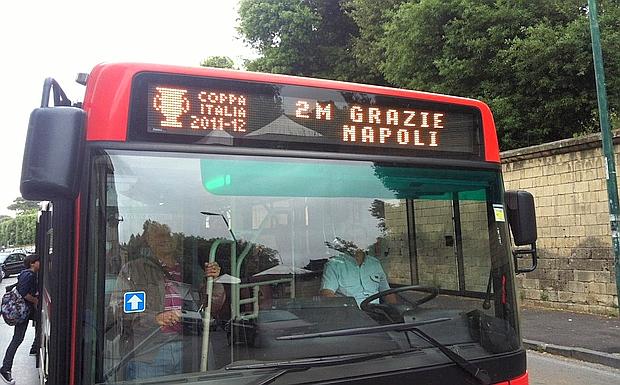 COPPA
ITALIA
2011-12
2M GRAZIE
NAPOLI